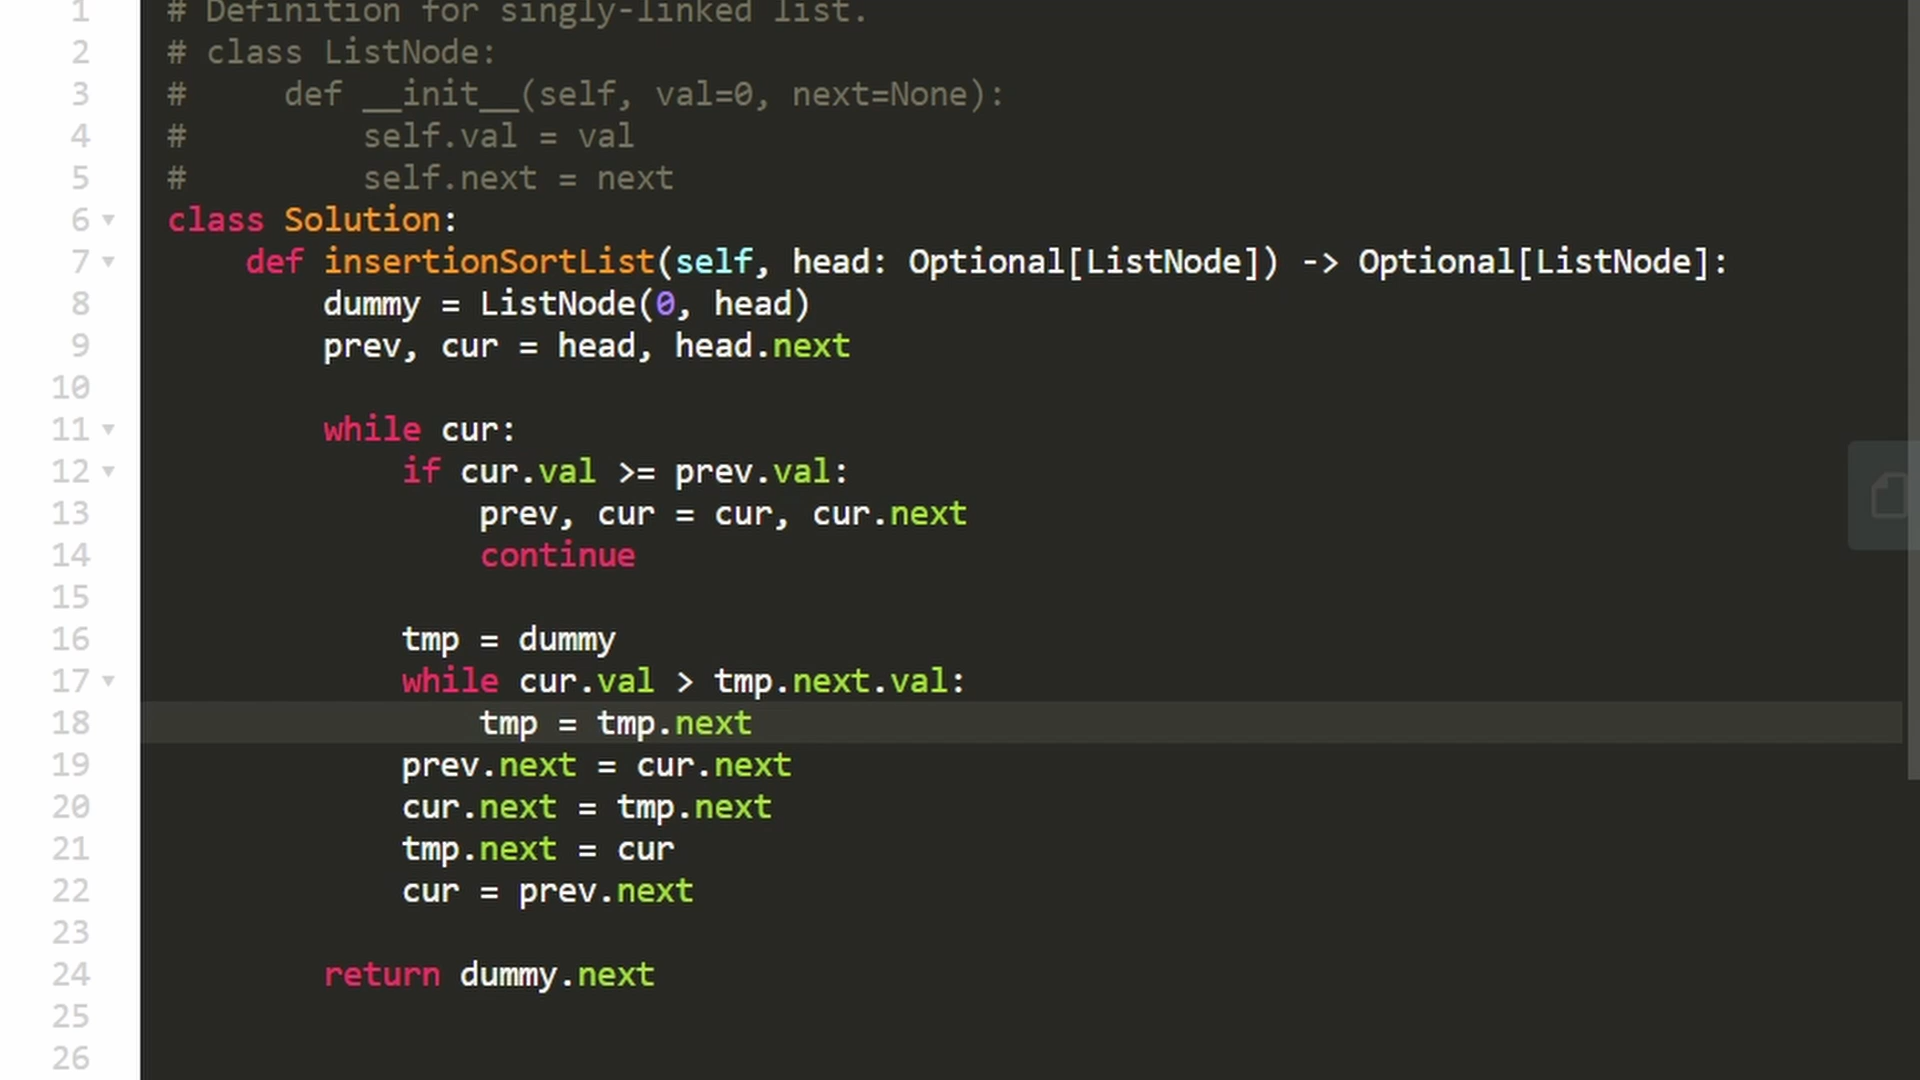 1 # Definition for singly-linked list.
2 # class ListNode:
3 #     def __init__(self, val=0, next=None):
4 #         self.val = val
5 #         self.next = next
6 class Solution:
7     def insertionSortList(self, head: Optional[ListNode]) -> Optional[ListNode]:
8         dummy = ListNode(0, head)
9         prev, cur = head, head.next
10
11         while cur:
12             if cur.val >= prev.val:
13                 prev, cur = cur, cur.next
14                 continue
15
16             tmp = dummy
17             while cur.val > tmp.next.val:
18                 tmp = tmp.next
19             prev.next = cur.next
20             cur.next = tmp.next
21             tmp.next = cur
22             cur = prev.next
23
24         return dummy.next
25
26